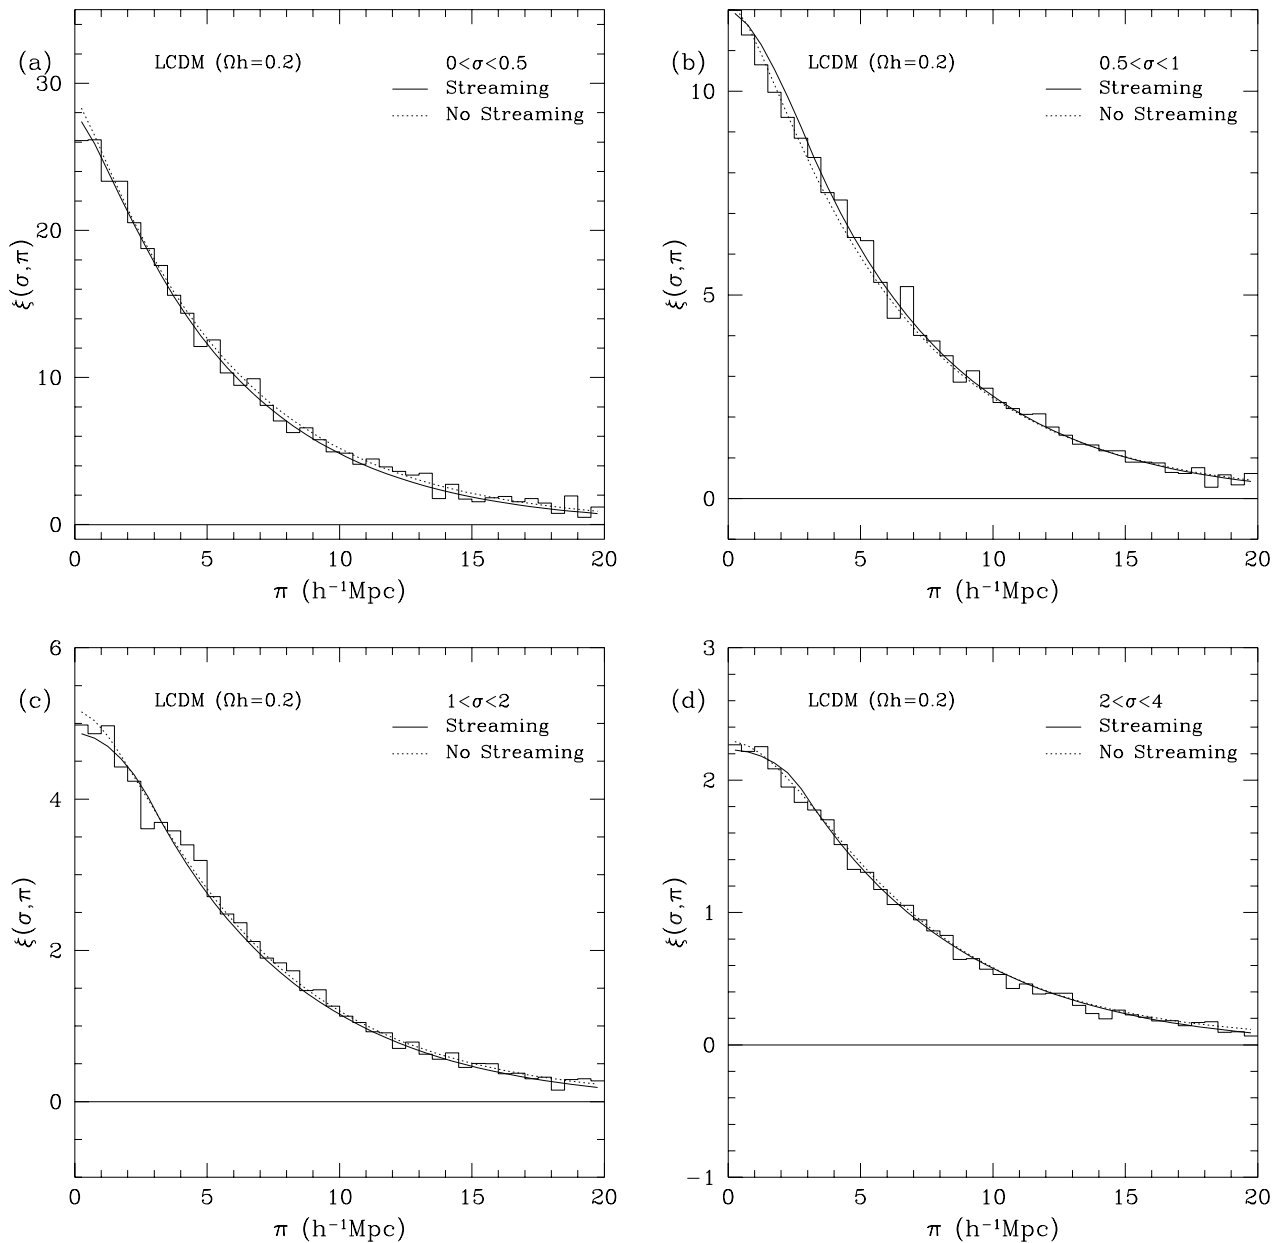 (a)
LCDM (Ωh=0.2)
0<σ<0.5
Streaming
No Streaming
30
20
10
0
ξ(σ,π)
0 5 10 15 20
π (h⁻¹Mpc)
(b)
LCDM (Ωh=0.2)
0.5<σ<1
Streaming
No Streaming
10
5
0
ξ(σ,π)
0 5 10 15 20
π (h⁻¹Mpc)
(c)
LCDM (Ωh=0.2)
1<σ<2
Streaming
No Streaming
6
4
2
0
ξ(σ,π)
0 5 10 15 20
π (h⁻¹Mpc)
(d)
LCDM (Ωh=0.2)
2<σ<4
Streaming
No Streaming
3
2
1
0
−1
ξ(σ,π)
0 5 10 15 20
π (h⁻¹Mpc)